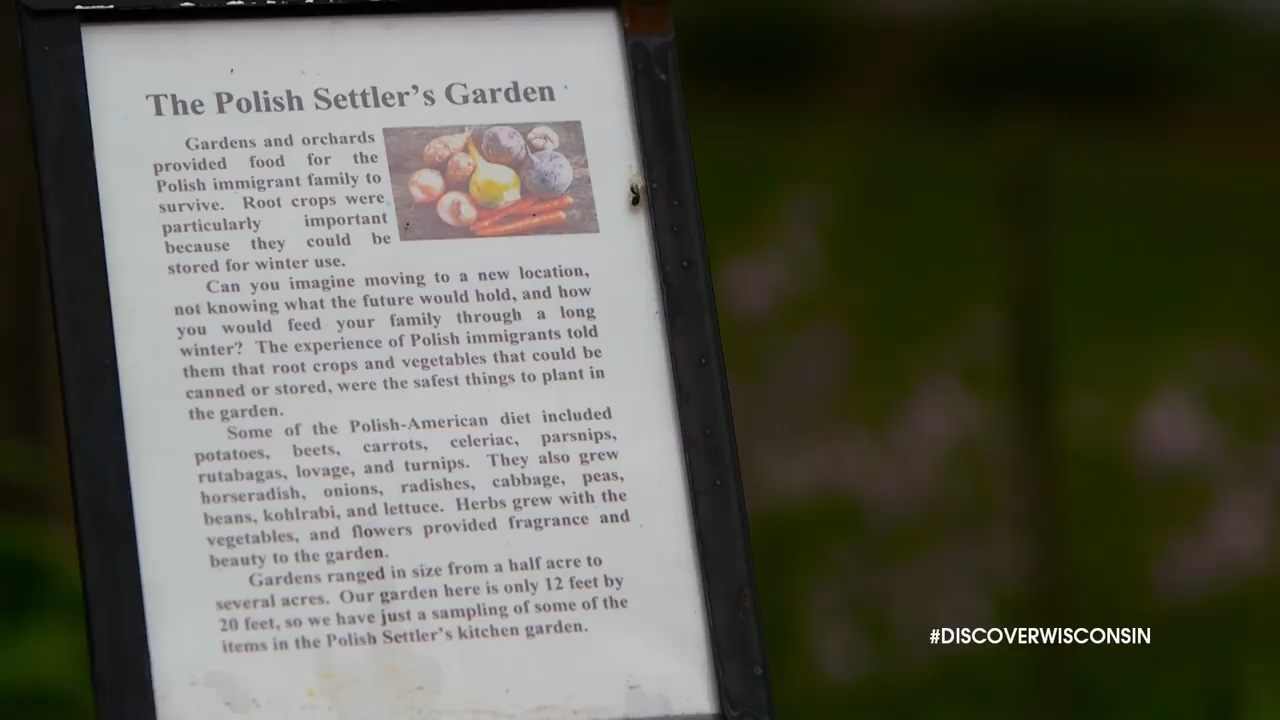 The Polish Settler's Garden
Gardens and orchards
provided food for the
Polish immigrant family to
survive. Root crops were
particularly important
because they could be
stored for winter use.
Can you imagine moving to a new location,
not knowing what the future would hold, and how
you would feed your family through a long
winter? The experience of Polish immigrants told
them that root crops and vegetables that could be
canned or stored, were the safest things to plant in
the garden.
Some of the Polish-American diet included
potatoes, beets, carrots, celeriac, parsnips,
rutabagas, lovage, and turnips. They also grew
horseradish, onions, radishes, cabbage, peas,
beans, kohlrabi, and lettuce. Herbs grew with the
vegetables, and flowers provided fragrance and
beauty to the garden.
Gardens ranged in size from a half acre to
several acres. Our garden here is only 12 feet by
20 feet, so we have just a sampling of some of the
items in the Polish Settler's kitchen garden.
#DISCOVERWISCONSIN